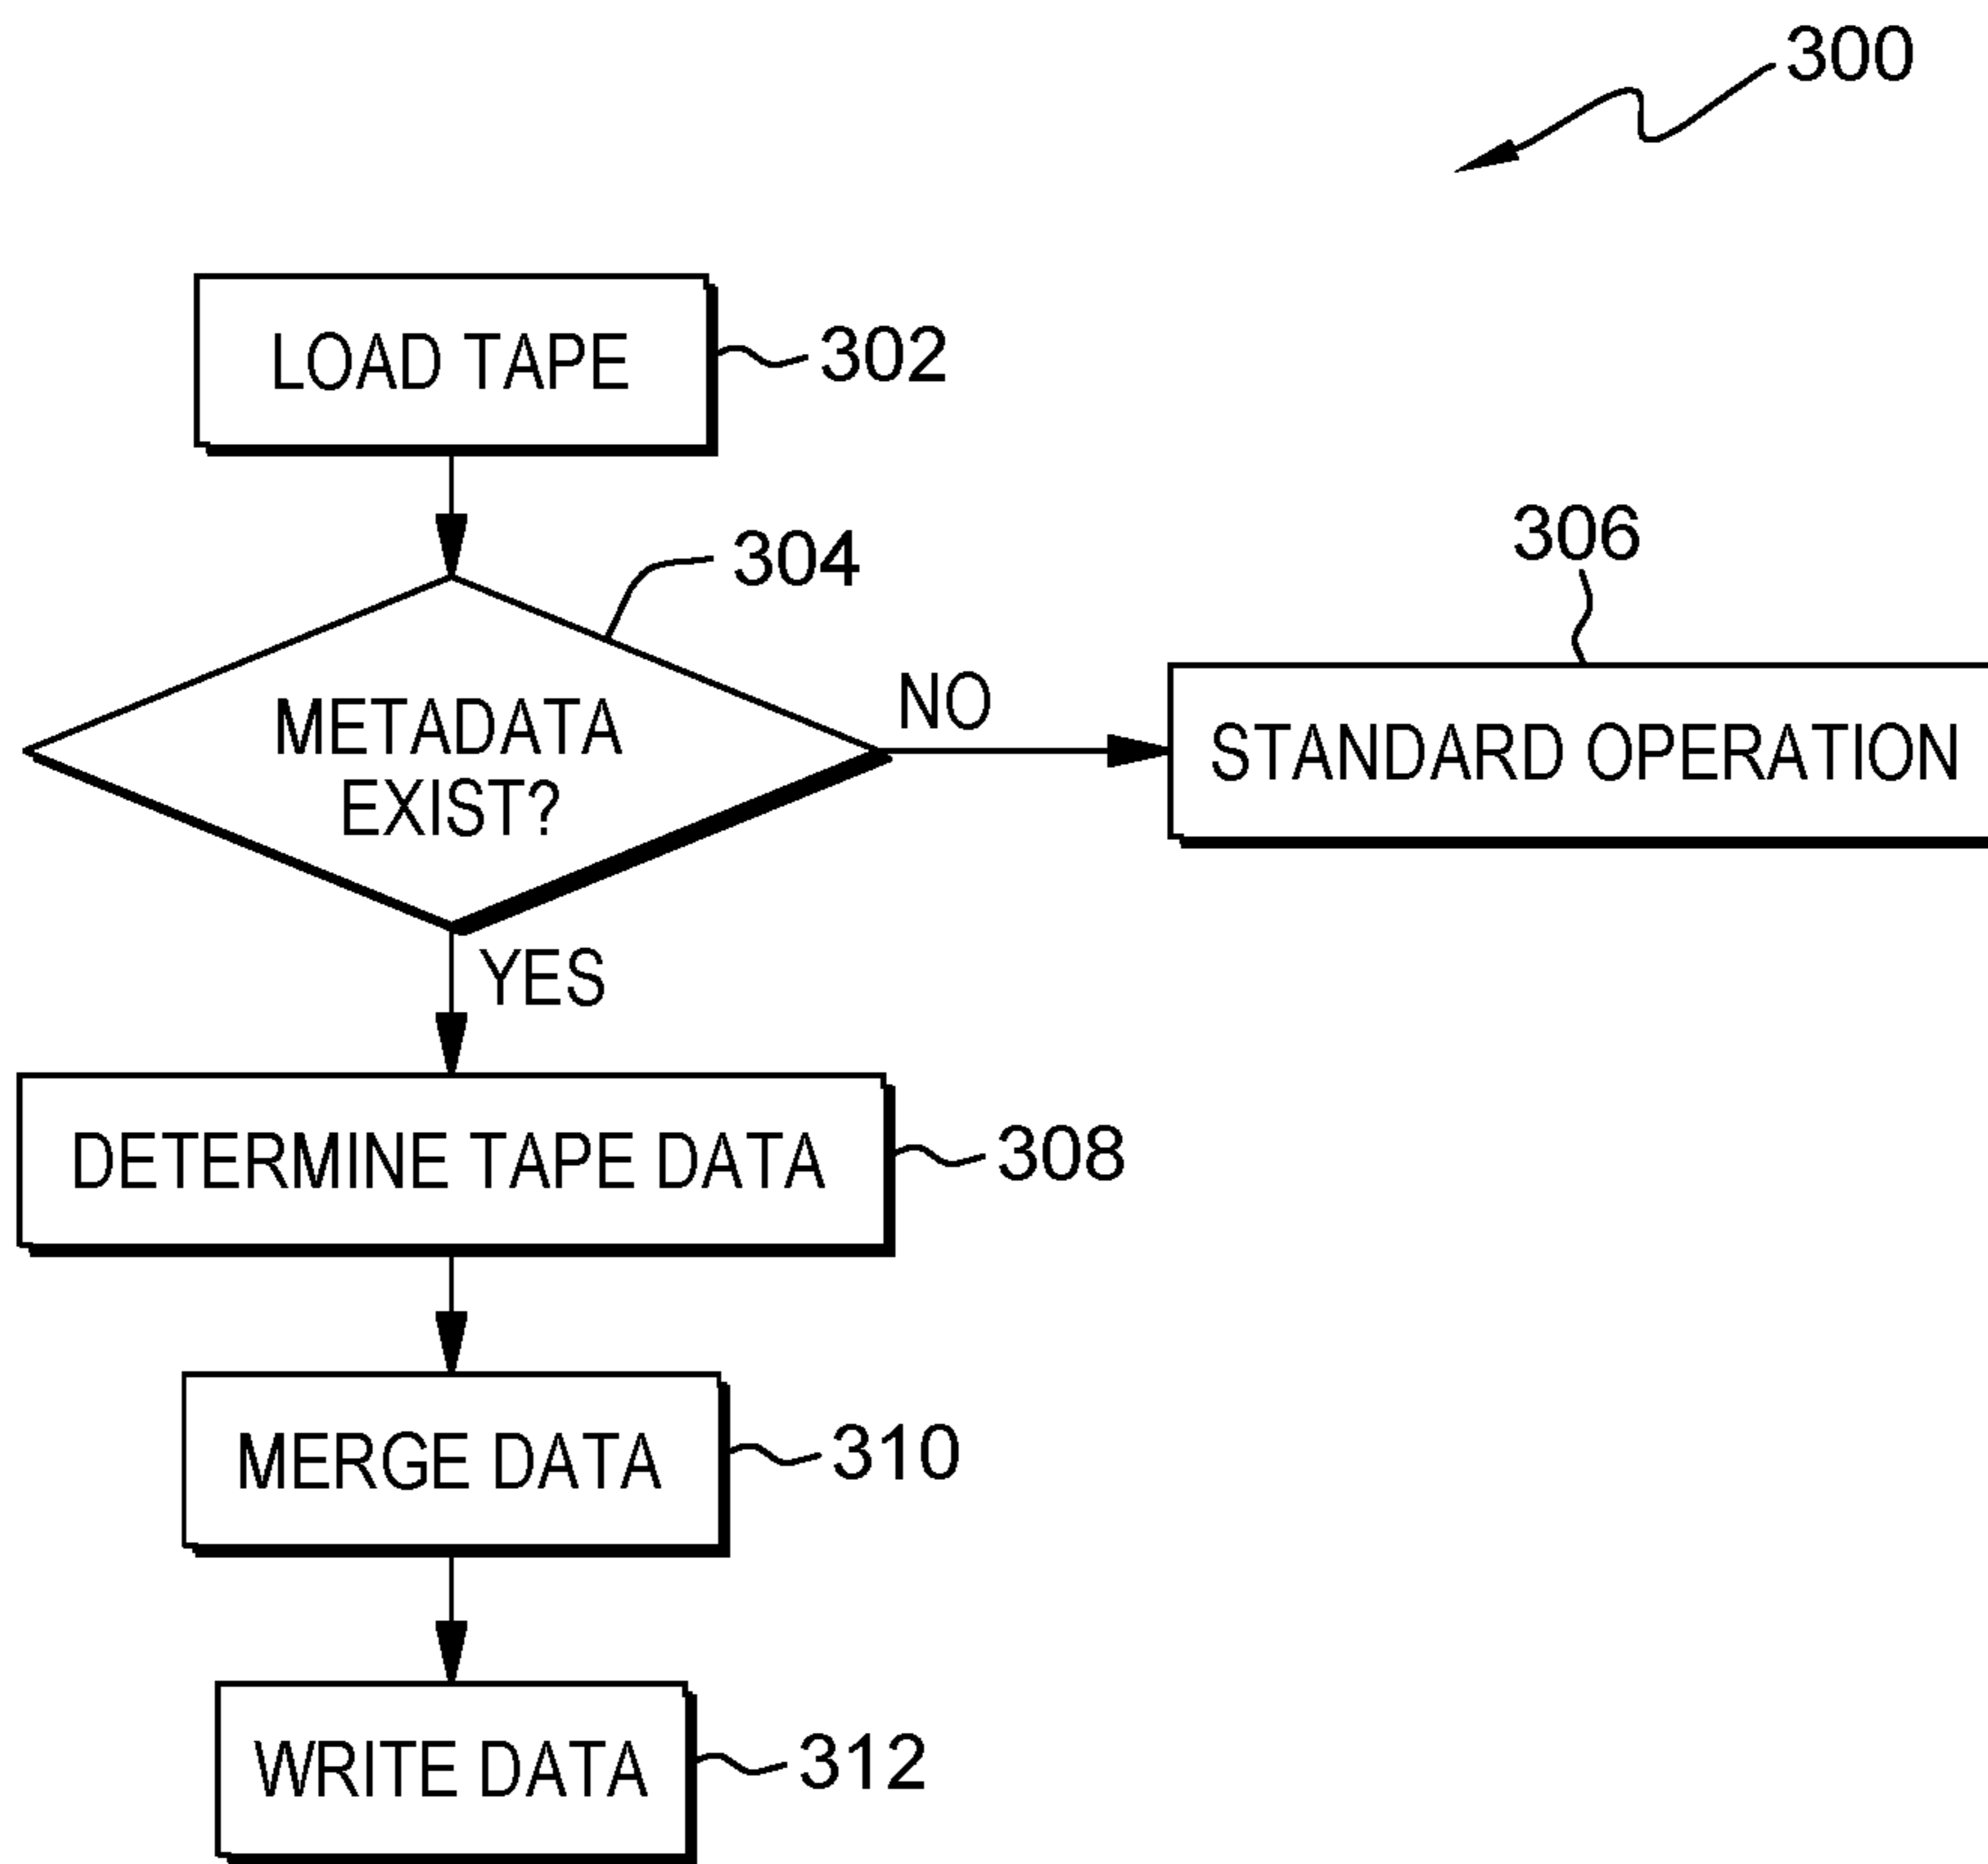 300
LOAD TAPE
302
304
METADATA
EXIST?
NO
306
STANDARD OPERATION
YES
DETERMINE TAPE DATA
308
MERGE DATA
310
WRITE DATA
312